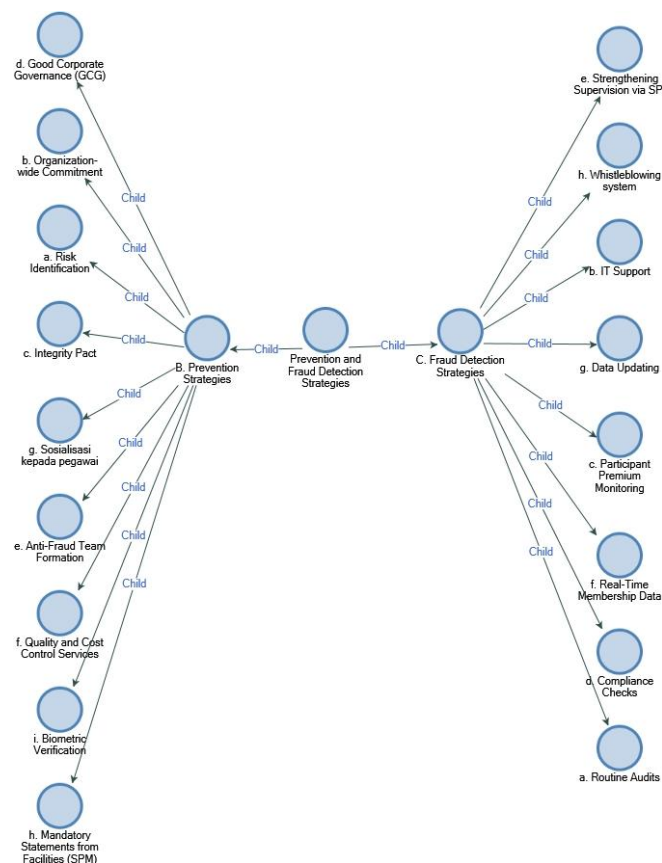 d. Good Corporate
Governance (GCG)
b. Organization-
wide Commitment
a. Risk
Identification
c. Integrity Pact
g. Sosialisasi
kepada pegawai
e. Anti-Fraud Team
Formation
f. Quality and Cost
Control Services
i. Biometric
Verification
h. Mandatory
Statements from
Facilities (SPM)
Child
Child
Child
Child
Child
Child
Child
Child
Child
B. Prevention
Strategies
Child
Prevention and
Fraud Detection
Strategies
Child
C. Fraud Detection
Strategies
Child
Child
Child
Child
Child
Child
Child
Child
e. Strengthening
Supervision via SP
h. Whistleblowing
system
b. IT Support
g. Data Updating
c. Participant
Premium
Monitoring
f. Real-Time
Membership Data
d. Compliance
Checks
a. Routine Audits